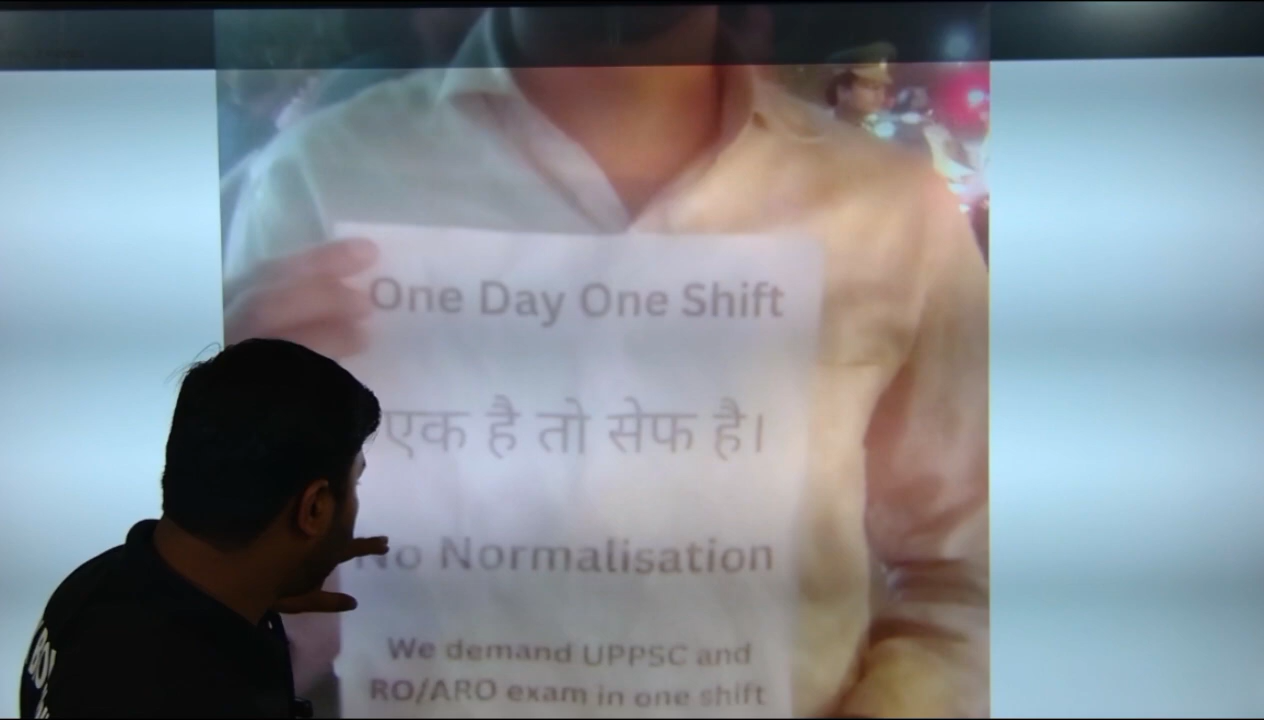 One Day One Shift
एक है तो सेफ है।
No Normalisation
We demand UPPSC and
RO/ARO exam in one shift